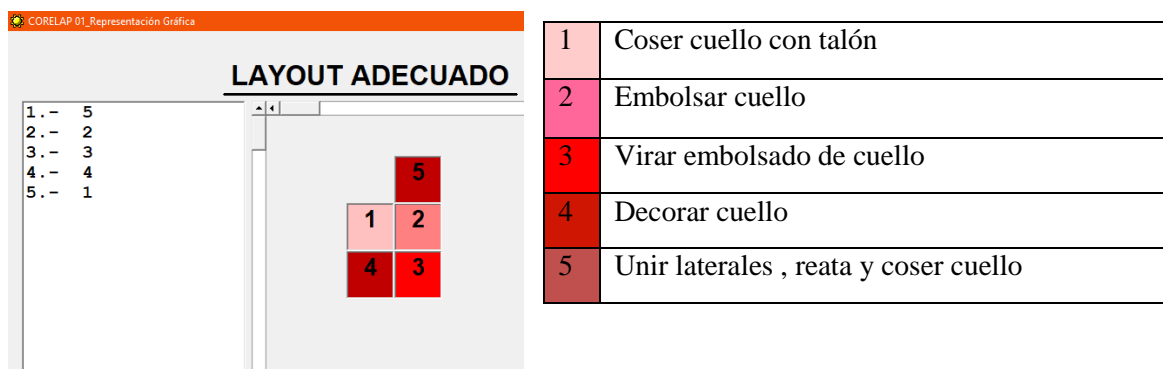 CORELAP 01_Representación Gráfica
LAYOUT ADECUADO
1.- 5
2.- 2
3.- 3
4.- 4
5.- 1
5
1 2
4 3
1 Coser cuello con talón
2 Embolsar cuello
3 Virar embolsado de cuello
4 Decorar cuello
5 Unir laterales , reata y coser cuello